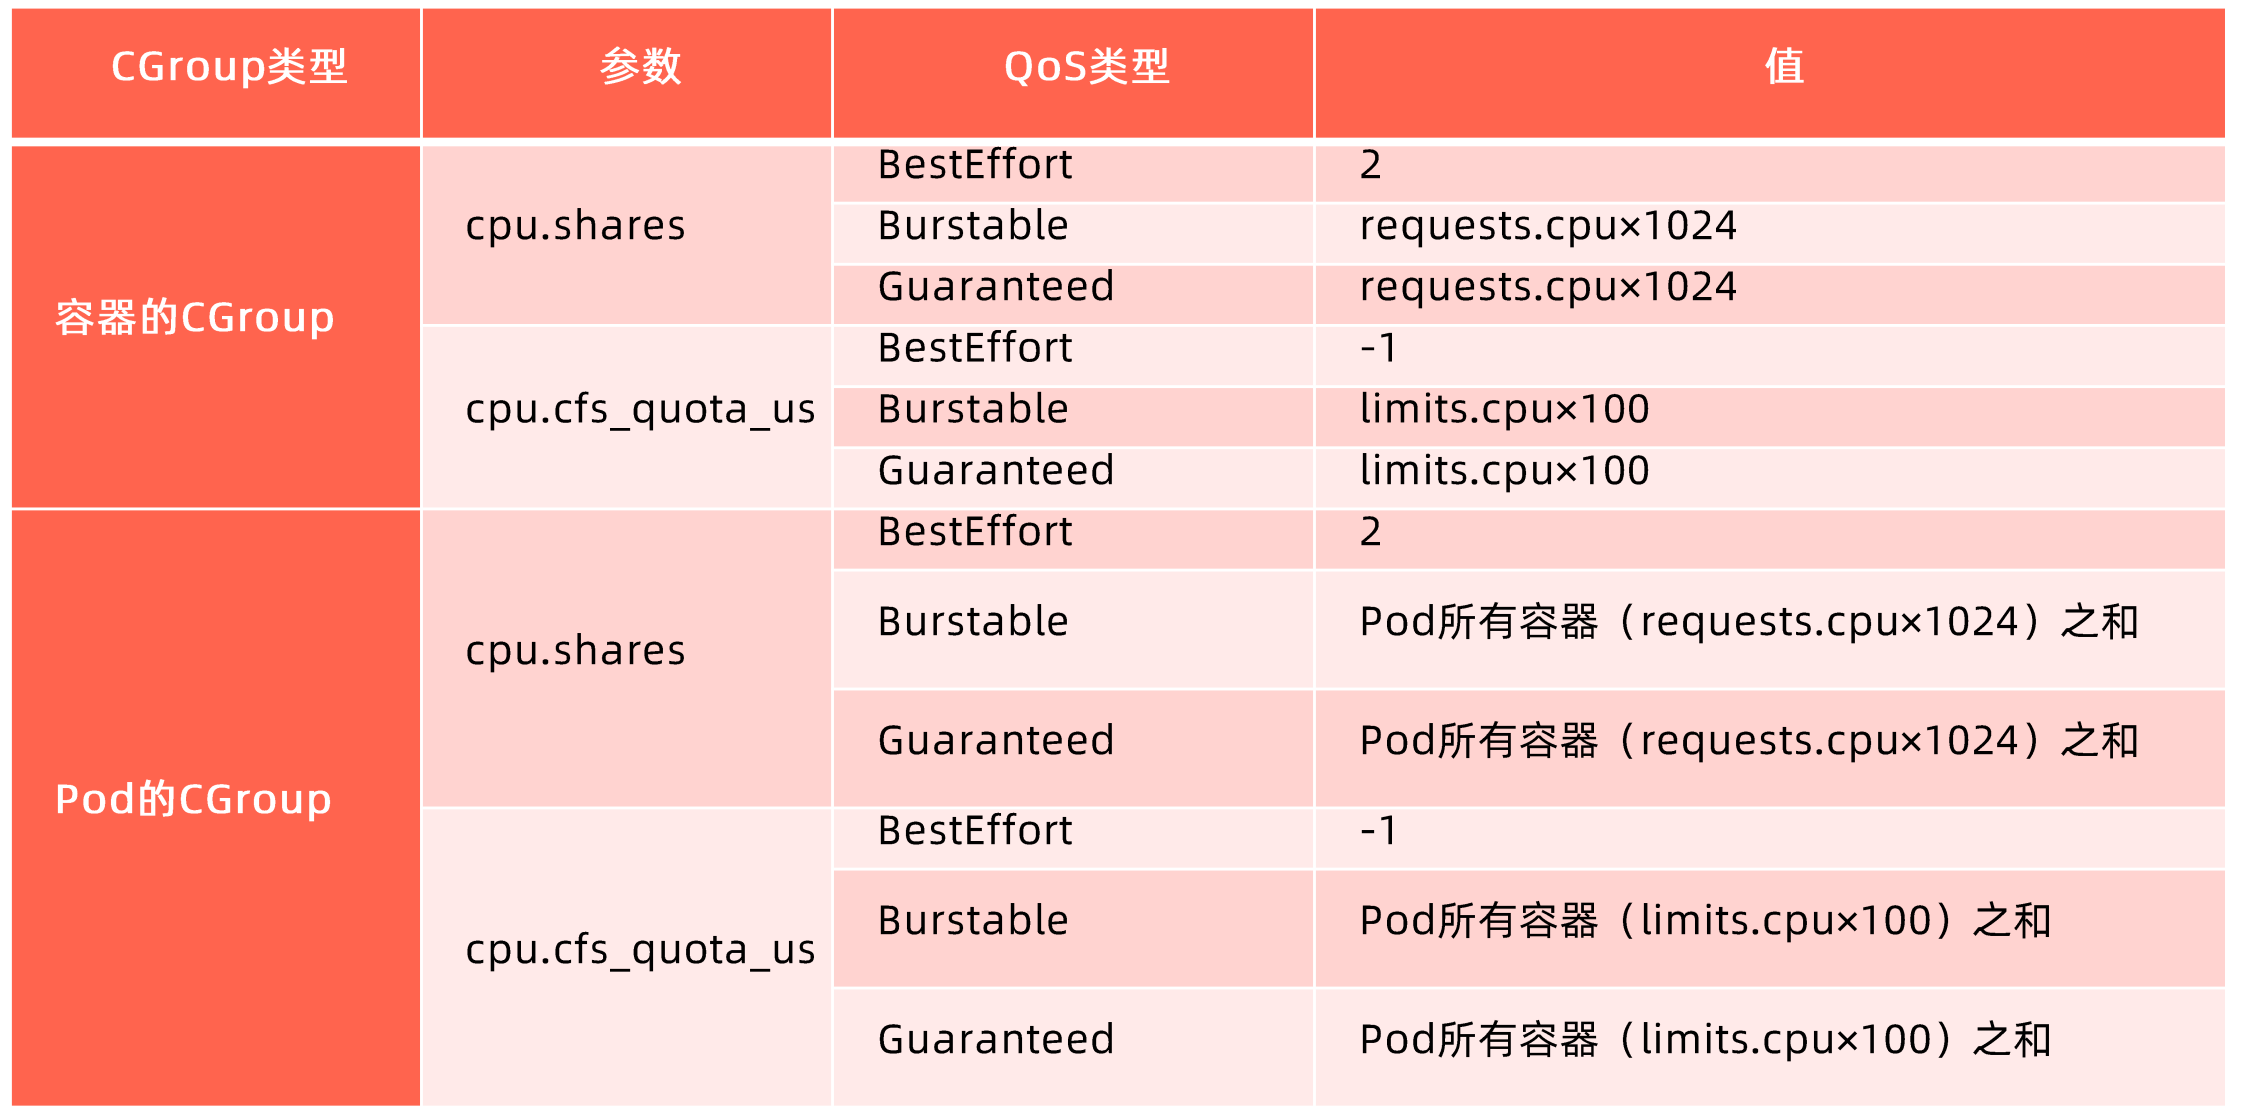 CGroup类型 参数 QoS类型 值
容器的CGroup
cpu.shares
BestEffort 2
Burstable requests.cpu×1024
Guaranteed requests.cpu×1024
cpu.cfs_quota_us
BestEffort -1
Burstable limits.cpu×100
Guaranteed limits.cpu×100
Pod的CGroup
cpu.shares
BestEffort 2
Burstable Pod所有容器（requests.cpu×1024）之和
Guaranteed Pod所有容器（requests.cpu×1024）之和
cpu.cfs_quota_us
BestEffort -1
Burstable Pod所有容器（limits.cpu×100）之和
Guaranteed Pod所有容器（limits.cpu×100）之和